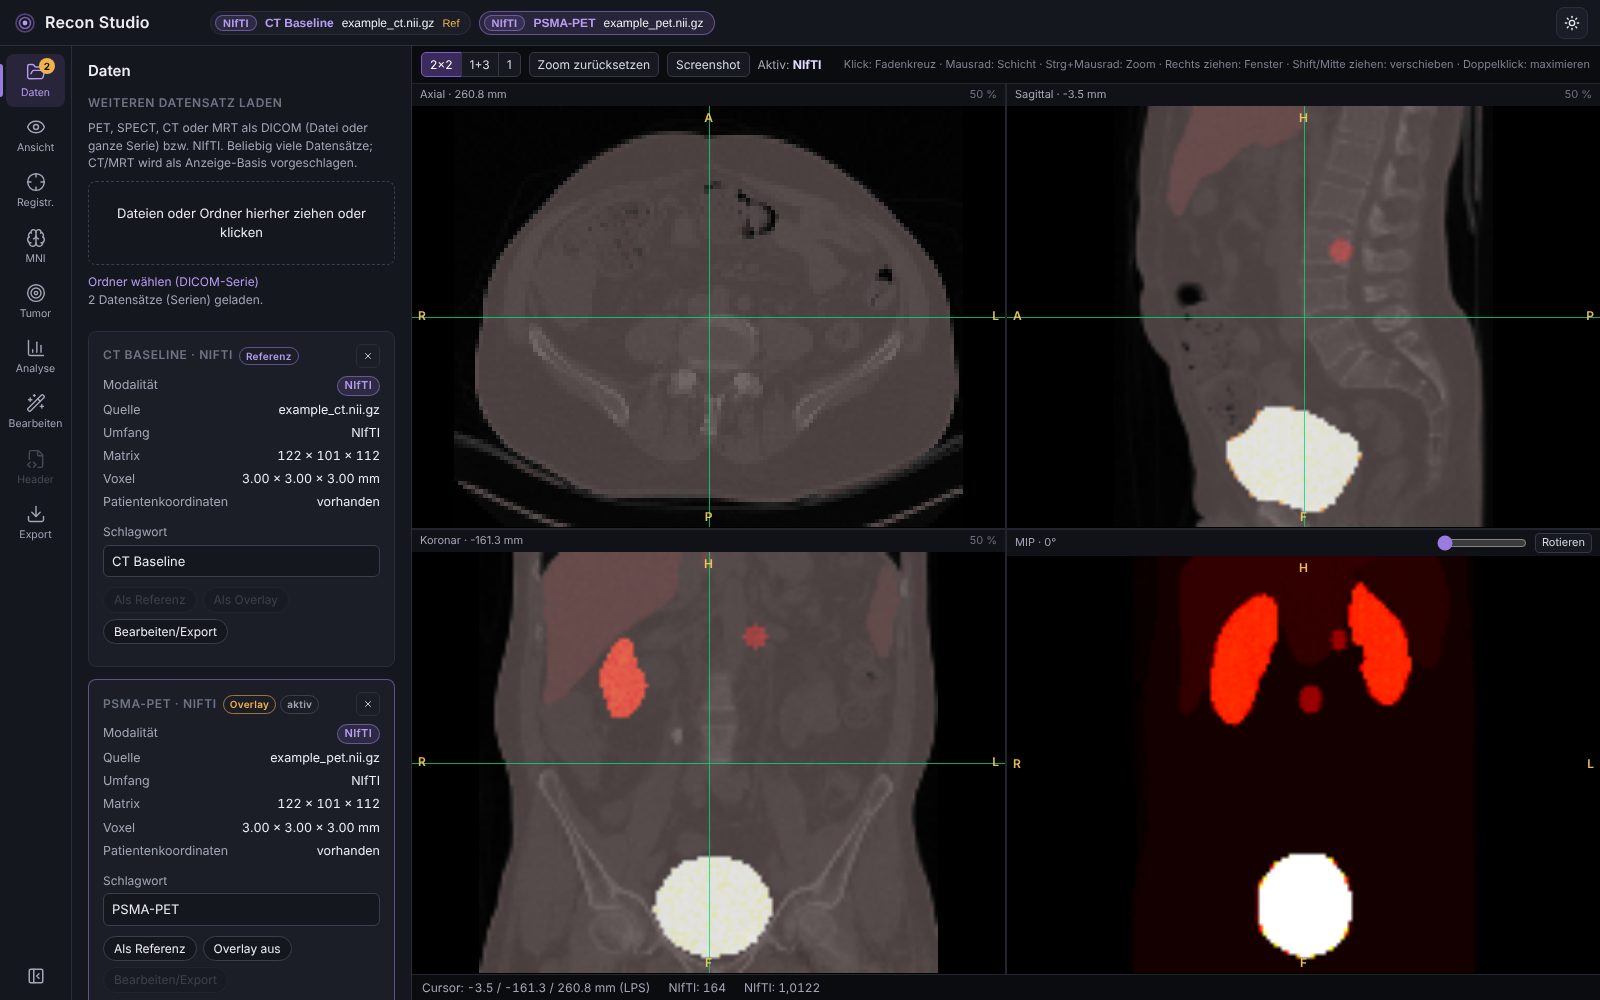 Recon Studio
NIfTI CT Baseline example_ct.nii.gz Ref
NIfTI PSMA-PET example_pet.nii.gz
2
Daten
Ansicht
Registr.
MNI
Tumor
Analyse
Bearbeiten
Header
Export
Daten
WEITEREN DATENSATZ LADEN
PET, SPECT, CT oder MRT als DICOM (Datei oder
ganze Serie) bzw. NIfTI. Beliebig viele Datensätze;
CT/MRT wird als Anzeige-Basis vorgeschlagen.
Dateien oder Ordner hierher ziehen oder
klicken
Ordner wählen (DICOM-Serie)
2 Datensätze (Serien) geladen.
CT BASELINE · NIFTI Referenz ×
Modalität NIfTI
Quelle example_ct.nii.gz
Umfang NIfTI
Matrix 122 × 101 × 112
Voxel 3.00 × 3.00 × 3.00 mm
Patientenkoordinaten vorhanden
Schlagwort
CT Baseline
Als Referenz Als Overlay
Bearbeiten/Export
PSMA-PET · NIFTI Overlay aktiv ×
Modalität NIfTI
Quelle example_pet.nii.gz
Umfang NIfTI
Matrix 122 × 101 × 112
Voxel 3.00 × 3.00 × 3.00 mm
Patientenkoordinaten vorhanden
Schlagwort
PSMA-PET
Als Referenz Overlay aus
Bearbeiten/Export
2×2 1+3 1 Zoom zurücksetzen Screenshot Aktiv: NIfTI Klick: Fadenkreuz · Mausrad: Schicht · Strg+Mausrad: Zoom · Rechts ziehen: Fenster · Shift/Mitte ziehen: verschieben · Doppelklick: maximieren
Axial · 260.8 mm 50 %
A
R L
P
Sagittal · -3.5 mm 50 %
H
A P
F
Koronar · -161.3 mm 50 %
H
R L
F
MIP · 0° Rotieren
H
R L
F
Cursor: -3.5 / -161.3 / 260.8 mm (LPS) NIfTI: 164 NIfTI: 1,0122